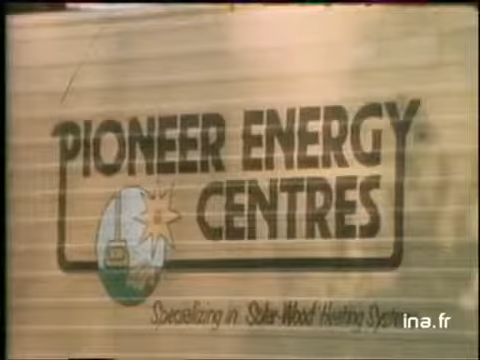 PIONEER ENERGY
CENTRES
Specializing in Solar-Wood Heating
ina.fr